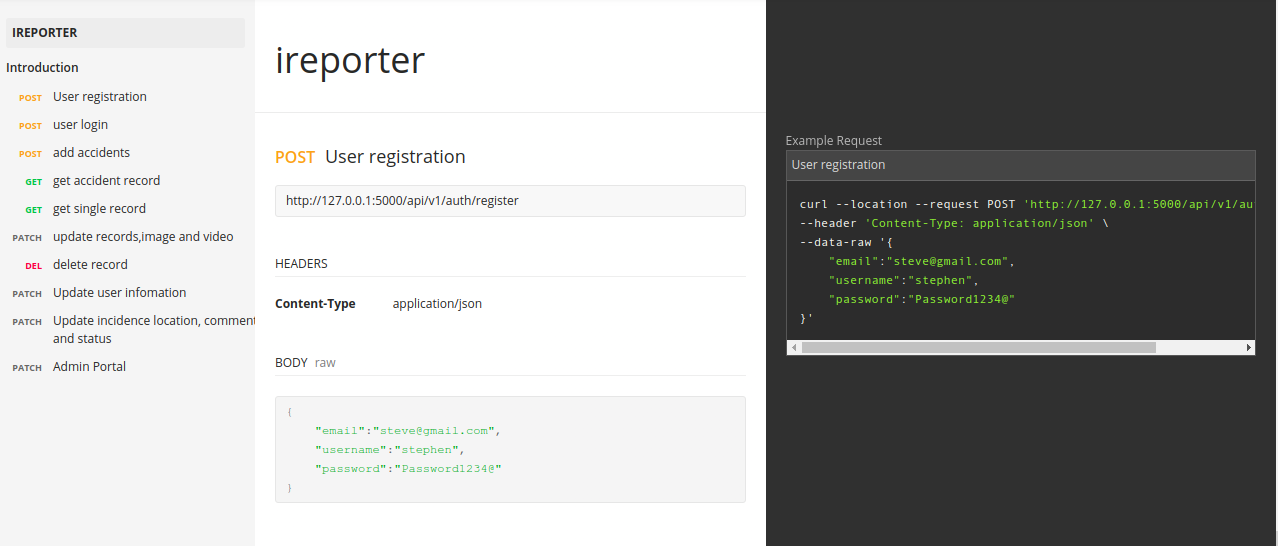 IREPORTER
Introduction
POST User registration
POST user login
POST add accidents
GET get accident record
GET get single record
PATCH update records,image and video
DEL delete record
PATCH Update user infomation
PATCH Update incidence location, comment
and status
PATCH Admin Portal
ireporter
POST User registration
http://127.0.0.1:5000/api/v1/auth/register
HEADERS
Content-Type application/json
BODY raw
{
"email":"steve@gmail.com",
"username":"stephen",
"password":"Password1234@"
}
Example Request
User registration
curl --location --request POST 'http://127.0.0.1:5000/api/v1/au
--header 'Content-Type: application/json' \
--data-raw '{
"email":"steve@gmail.com",
"username":"stephen",
"password":"Password1234@"
}'